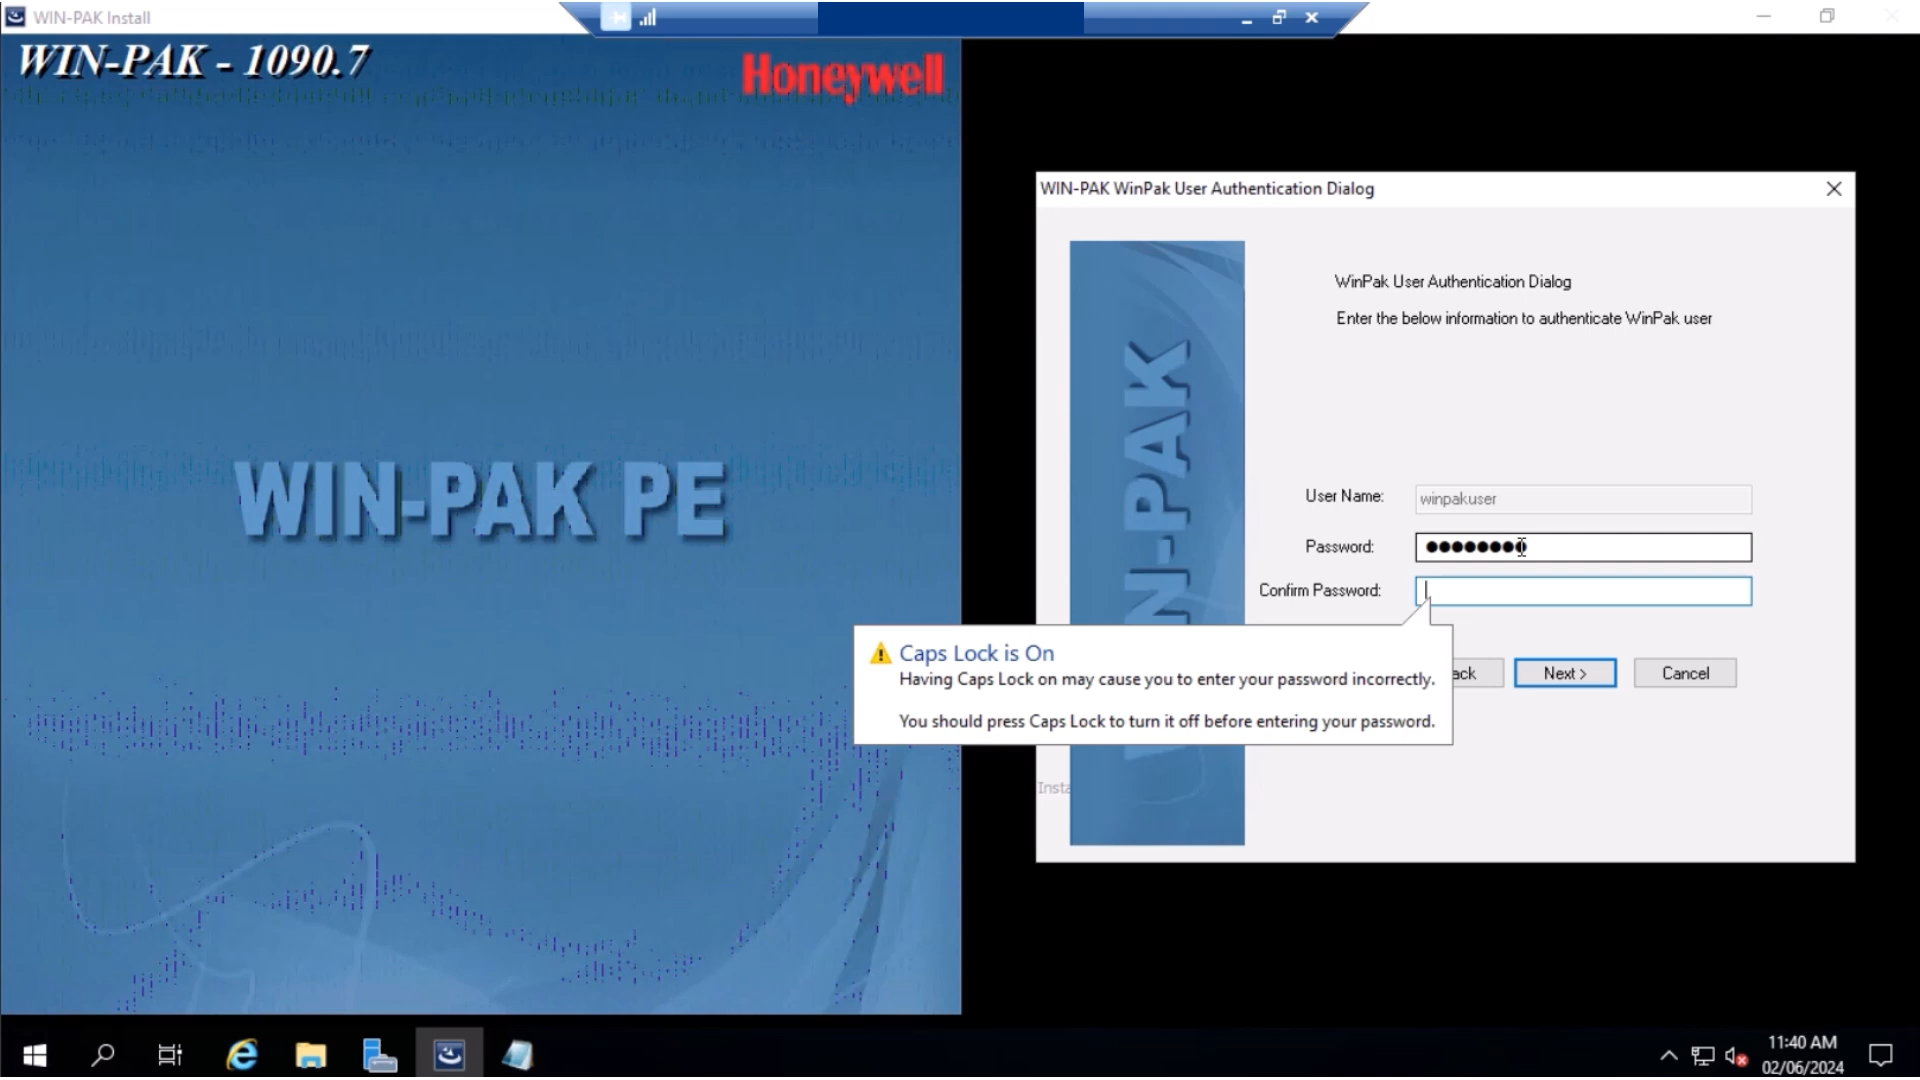 WIN-PAK Install
WIN-PAK - 1090.7
Honeywell
WIN-PAK PE
WIN-PAK WinPak User Authentication Dialog
WIN-PAK
WinPak User Authentication Dialog
Enter the below information to authenticate WinPak user
User Name:
winpakuser
Password:
Confirm Password:
Caps Lock is On
Having Caps Lock on may cause you to enter your password incorrectly.
You should press Caps Lock to turn it off before entering your password.
ack
Next >
Cancel
Insta
11:40 AM
02/06/2024